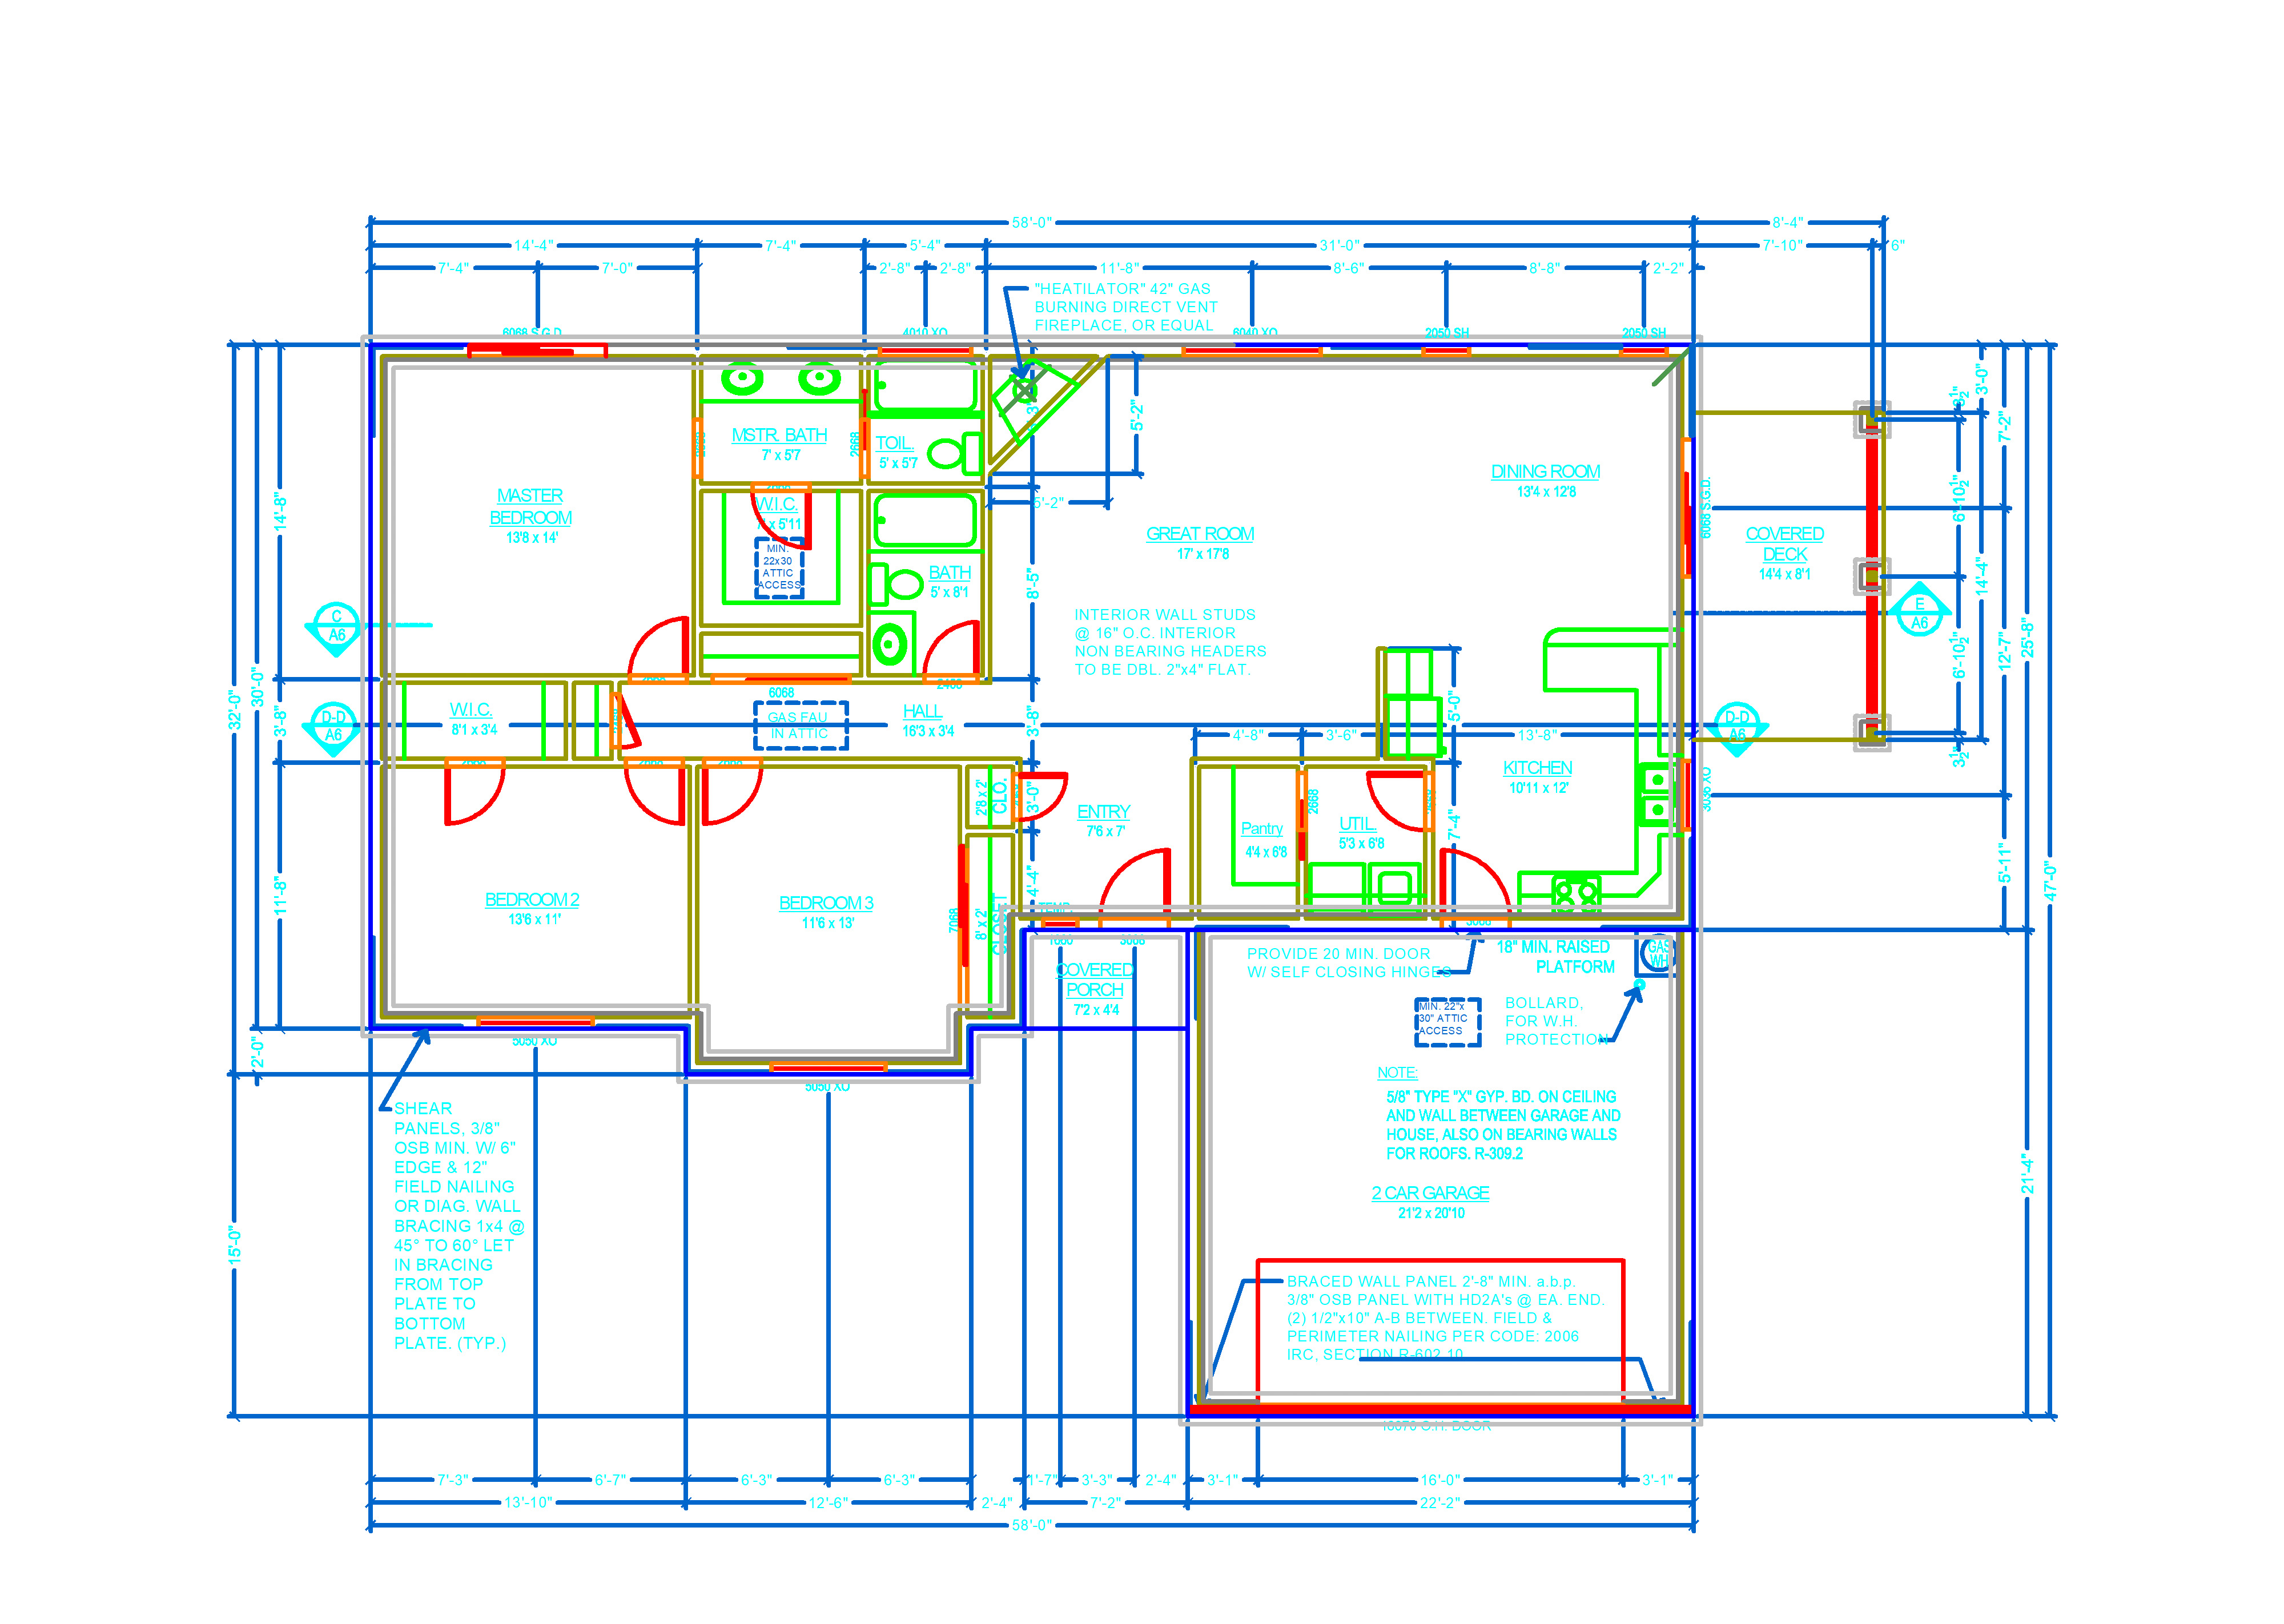 58'-0"
8'-4"
14'-4"
7'-4"
5'-4"
31'-0"
7'-10"
6"
7'-4"
7'-0"
2'-8"
2'-8"
11'-8"
8'-6"
8'-8"
2'-2"
"HEATILATOR" 42" GAS
BURNING DIRECT VENT
FIREPLACE, OR EQUAL
6068 S.G.D.
4010 XO
6040 XO
2050 SH
2050 SH
MSTR. BATH
7' x 5'7
2668
TOIL.
5' x 5'7
5'-2"
5'-2"
MASTER
BEDROOM
13'8 x 14'
W.I.C.
7' x 5'11
MIN.
22x30
ATTIC
ACCESS
BATH
5' x 8'1
8'-5"
GREAT ROOM
17' x 17'8
DINING ROOM
13'4 x 12'8
6068 S.G.D.
COVERED
DECK
14'4 x 8'1
3'-0"
7'-2"
3½"
6'-10½"
14'-4"
6'-10½"
3½"
12'-7"
25'-8"
5'-11"
47'-0"
21'-4"
INTERIOR WALL STUDS
@ 16" O.C. INTERIOR
NON BEARING HEADERS
TO BE DBL. 2"x4" FLAT.
C
A6
E
A6
D-D
A6
D-D
A6
32'-0"
30'-0"
14'-8"
3'-8"
11'-8"
2'-0"
15'-0"
W.I.C.
8'1 x 3'4
6068
GAS FAU
IN ATTIC
HALL
16'3 x 3'4
3'-8"
4'-8"
3'-6"
13'-8"
5'-0"
7'-4"
KITCHEN
10'11 x 12'
3036 XO
2'8 x 2'
CLO.
3'-0"
ENTRY
7'6 x 7'
4'-4"
Pantry
4'4 x 6'8
2668
UTIL.
5'3 x 6'8
BEDROOM 2
13'6 x 11'
BEDROOM 3
11'6 x 13'
7068
8' x 2'
CLOSET
TEMP.
3068
3068
COVERED
PORCH
7'2 x 4'4
PROVIDE 20 MIN. DOOR
W/ SELF CLOSING HINGES
18" MIN. RAISED
PLATFORM
GAS
WH
MIN. 22"x
30" ATTIC
ACCESS
BOLLARD,
FOR W.H.
PROTECTION
5050 XO
5050 XO
NOTE:
5/8" TYPE "X" GYP. BD. ON CEILING
AND WALL BETWEEN GARAGE AND
HOUSE, ALSO ON BEARING WALLS
FOR ROOFS. R-309.2
2 CAR GARAGE
21'2 x 20'10
SHEAR
PANELS, 3/8"
OSB MIN. W/ 6"
EDGE & 12"
FIELD NAILING
OR DIAG. WALL
BRACING 1x4 @
45° TO 60° LET
IN BRACING
FROM TOP
PLATE TO
BOTTOM
PLATE. (TYP.)
BRACED WALL PANEL 2'-8" MIN. a.b.p.
3/8" OSB PANEL WITH HD2A's @ EA. END.
(2) 1/2"x10" A-B BETWEEN. FIELD &
PERIMETER NAILING PER CODE: 2006
IRC, SECTION R-602.10
16070 O.H. DOOR
7'-3"
6'-7"
6'-3"
6'-3"
1'-7"
3'-3"
2'-4"
3'-1"
16'-0"
3'-1"
13'-10"
12'-6"
2'-4"
7'-2"
22'-2"
58'-0"